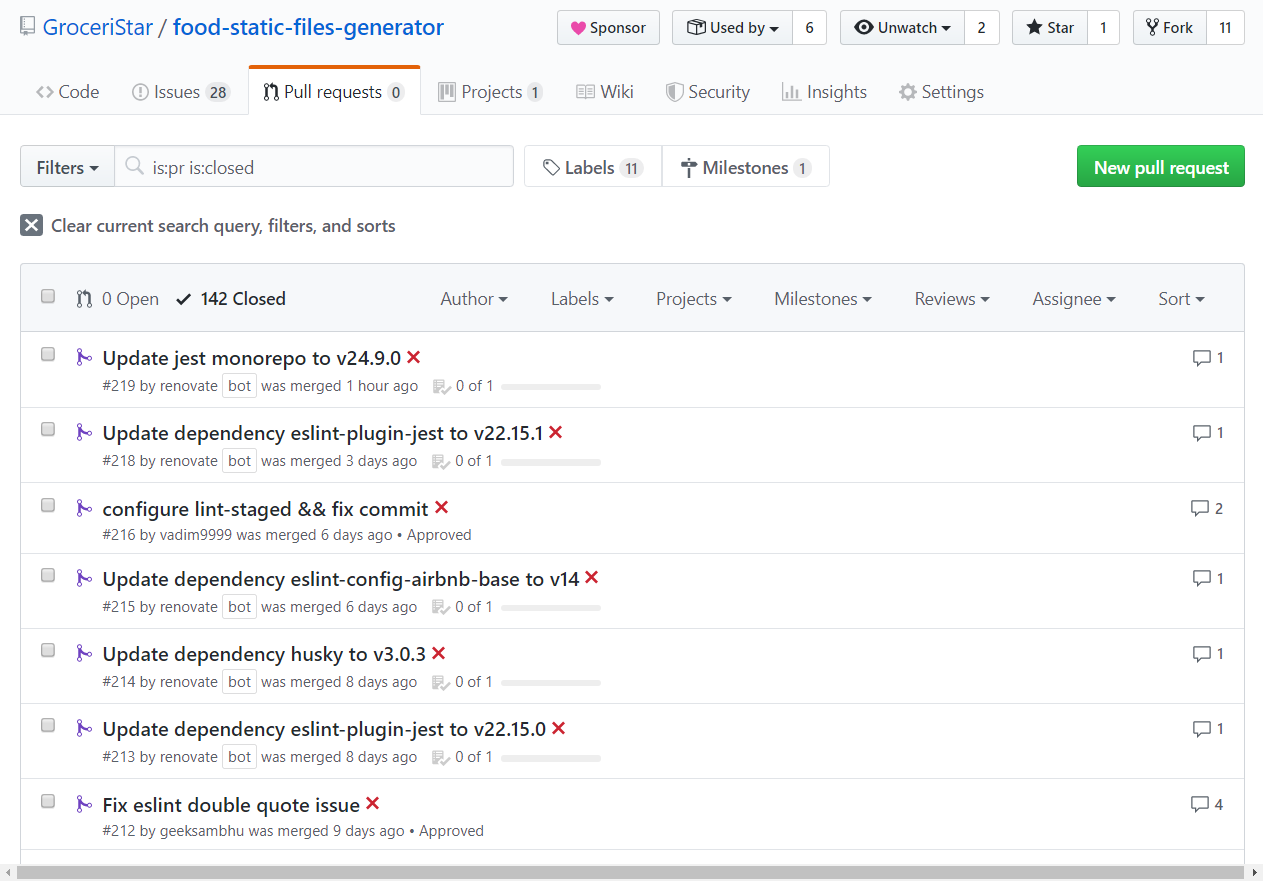 GroceriStar / food-static-files-generator Sponsor Used by 6 Unwatch 2 Star 1 Fork 11
Code Issues 28 Pull requests 0 Projects 1 Wiki Security Insights Settings
Filters is:pr is:closed Labels 11 Milestones 1 New pull request
Clear current search query, filters, and sorts
0 Open 142 Closed Author Labels Projects Milestones Reviews Assignee Sort
Update jest monorepo to v24.9.0 1
#219 by renovate bot was merged 1 hour ago 0 of 1
Update dependency eslint-plugin-jest to v22.15.1 1
#218 by renovate bot was merged 3 days ago 0 of 1
configure lint-staged && fix commit 2
#216 by vadim9999 was merged 6 days ago • Approved
Update dependency eslint-config-airbnb-base to v14 1
#215 by renovate bot was merged 6 days ago 0 of 1
Update dependency husky to v3.0.3 1
#214 by renovate bot was merged 8 days ago 0 of 1
Update dependency eslint-plugin-jest to v22.15.0 1
#213 by renovate bot was merged 8 days ago 0 of 1
Fix eslint double quote issue 4
#212 by geeksambhu was merged 9 days ago • Approved